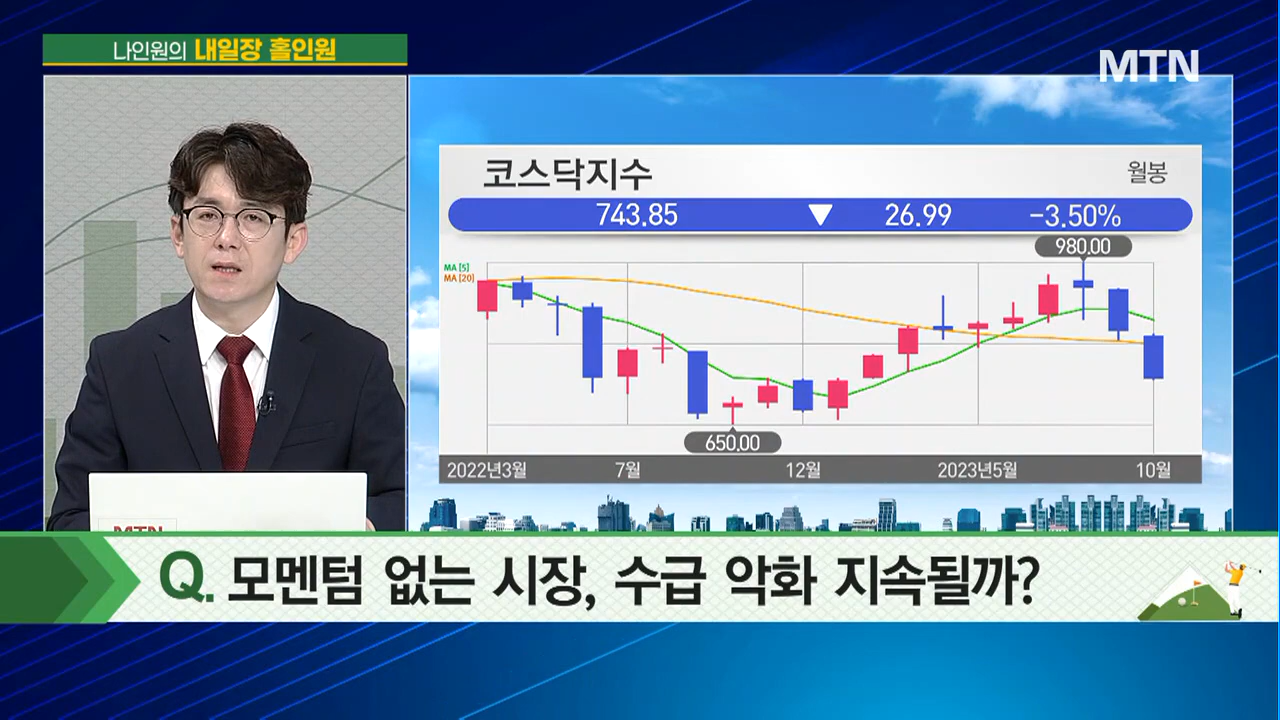 나인원의 내일장 홀인원
MTN
코스닥지수
월봉
743.85 ▼ 26.99 -3.50%
980.00
MA [5]
MA [20]
650.00
2022년3월 7월 12월 2023년5월 10월
MTN
Q. 모멘텀 없는 시장, 수급 악화 지속될까?